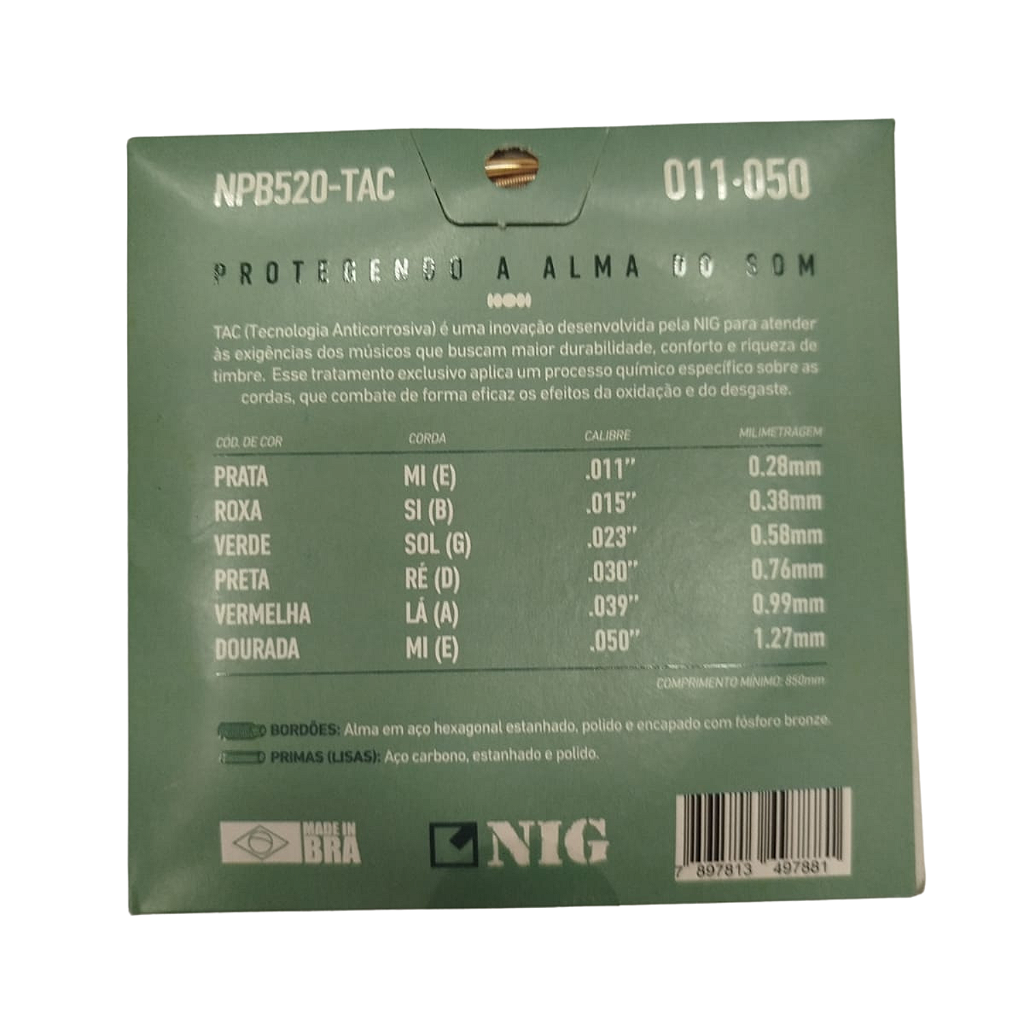 NPB520-TAC 011·050
PROTEGENDO A ALMA DO SOM
TAC (Tecnologia Anticorrosiva) é uma inovação desenvolvida pela NIG para atender
às exigências dos músicos que buscam maior durabilidade, conforto e riqueza de
timbre. Esse tratamento exclusivo aplica um processo químico específico sobre as
cordas, que combate de forma eficaz os efeitos da oxidação e do desgaste.
CÓD. DE COR CORDA CALIBRE MILIMETRAGEM
PRATA MI (E) .011" 0.28mm
ROXA SI (B) .015" 0.38mm
VERDE SOL (G) .023" 0.58mm
PRETA RÉ (D) .030" 0.76mm
VERMELHA LÁ (A) .039" 0.99mm
DOURADA MI (E) .050" 1.27mm
COMPRIMENTO MÍNIMO: 850mm
BORDÕES: Alma em aço hexagonal estanhado, polido e encapado com fósforo bronze.
PRIMAS (LISAS): Aço carbono, estanhado e polido.
MADE IN
BRA
NIG
7 897813 497881